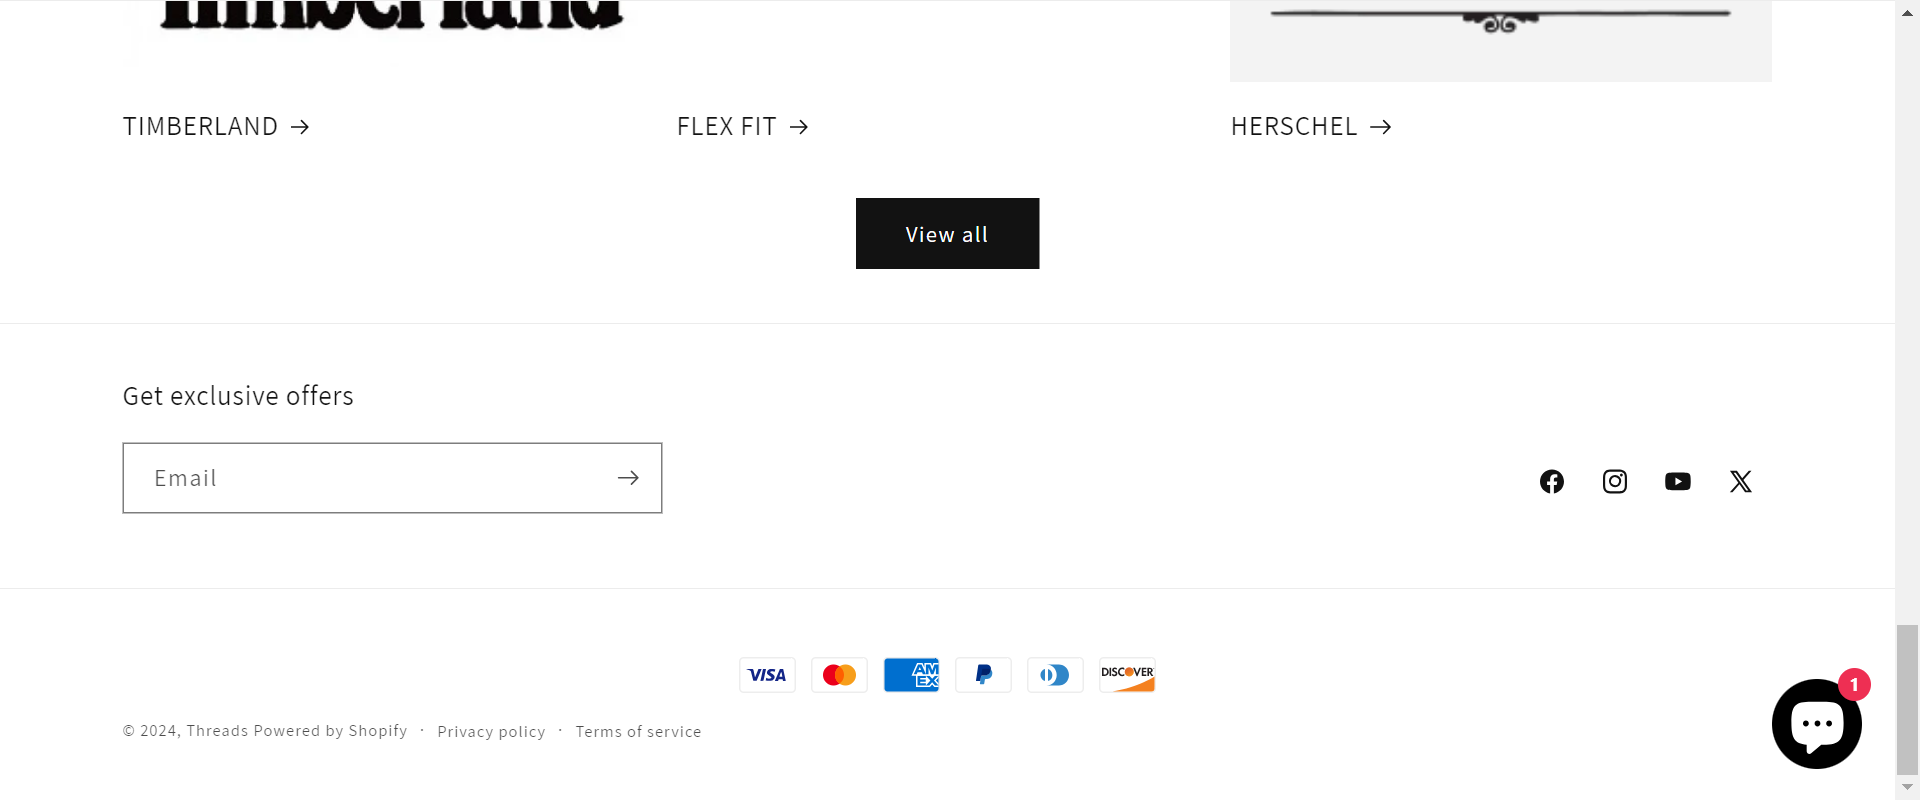 Timberland
TIMBERLAND →
FLEX FIT →
HERSCHEL →
View all
Get exclusive offers
Email
VISA
AM
EX
DISCOVER
© 2024, Threads Powered by Shopify · Privacy policy · Terms of service
1